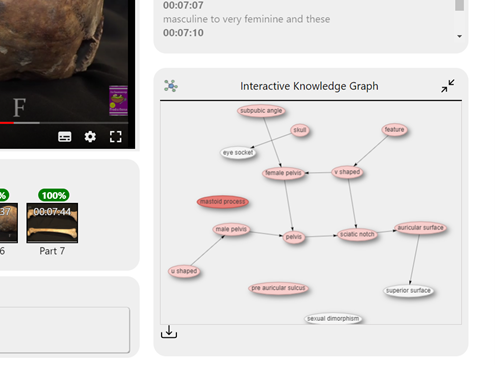 00:07:07
masculine to very feminine and these
00:07:10
F
%
37
6
100%
00:07:44
Part 7
Interactive Knowledge Graph
subpubic angle
skull
feature
eye socket
female pelvis
v shaped
mastoid process
male pelvis
pelvis
sciatic notch
auricular surface
u shaped
pre auricular sulcus
superior surface
sexual dimorphism